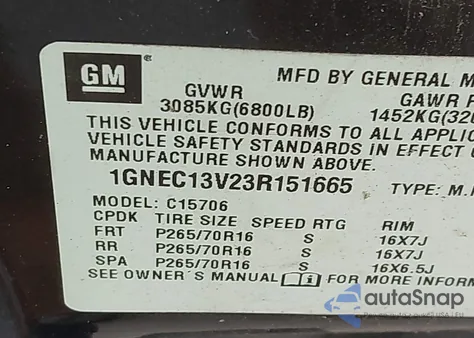 GM
MFD BY GENERAL M
GVWR GAWR F
3085KG(6800LB) 1452KG(320
THIS VEHICLE CONFORMS TO ALL APPLIC
VEHICLE SAFETY STANDARDS IN EFFECT
MANUFACTURE SHOWN ABOVE.
1GNEC13V23R151665 TYPE: M.P
MODEL: C15706
CPDK TIRE SIZE SPEED RTG RIM
FRT P265/70R16 S 16X7J
RR P265/70R16 S 16X7J
SPA P265/70R16 S 16X6.5J
SEE OWNER'S MANUAL FOR MORE INFORM
autoSnap